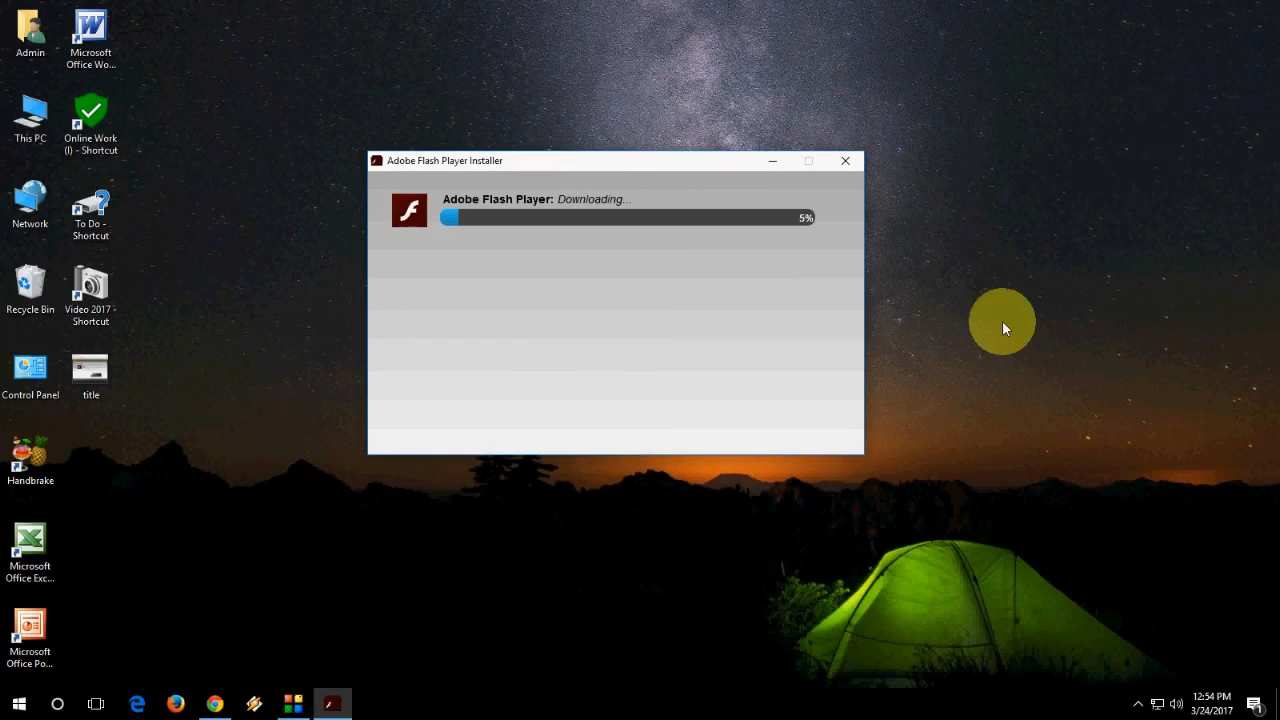 Admin
Microsoft
Office Wo...
This PC
Online Work
(I) - Shortcut
Network
To Do -
Shortcut
Recycle Bin
Video 2017 -
Shortcut
Control Panel
title
Handbrake
Microsoft
Office Exc...
Microsoft
Office Po...
Adobe Flash Player Installer
Adobe Flash Player: Downloading...
5%
12:54 PM
3/24/2017
1